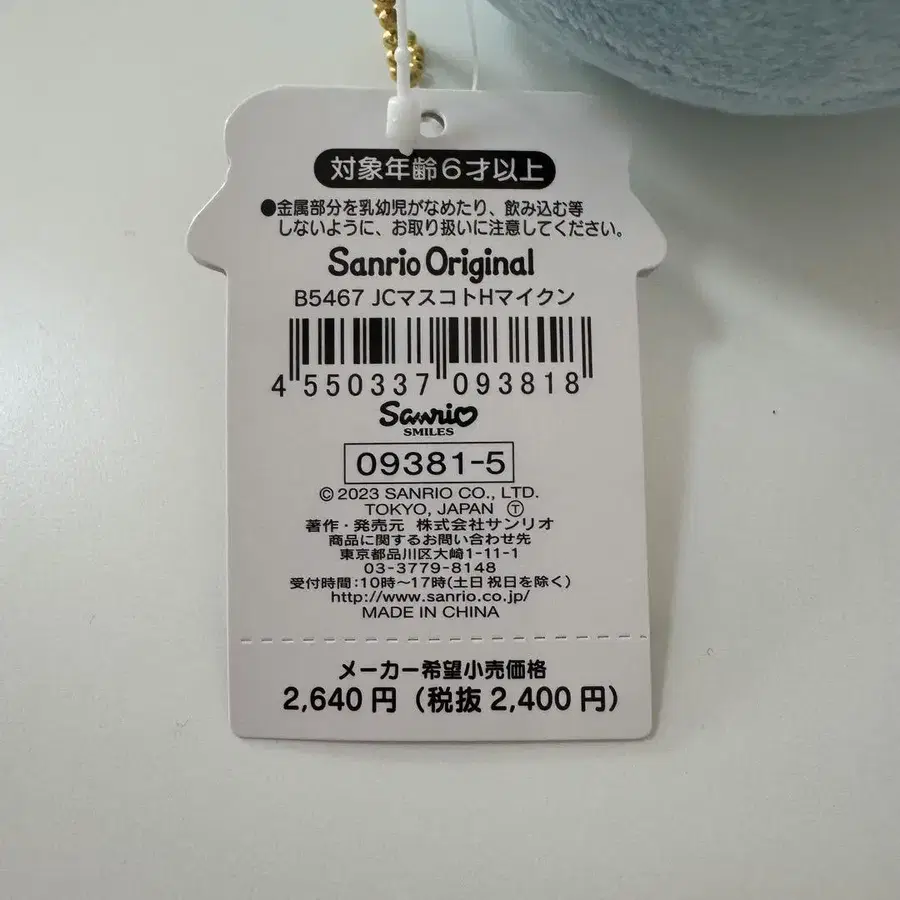 対象年齢6才以上
●金属部分を乳幼児がなめたり、飲み込む等
しないように、お取り扱いに注意してください。
Sanrio Original
B5467 JCマスコトHマイクン
4 550337 093818
Sanrio
SMILES
09381-5
© 2023 SANRIO CO., LTD.
TOKYO, JAPAN Ⓣ
著作・発売元 株式会社サンリオ
商品に関するお問い合わせ先
東京都品川区大崎1-11-1
03-3779-8148
受付時間:10時〜17時(土日祝日を除く)
http://www.sanrio.co.jp/
MADE IN CHINA
メーカー希望小売価格
2,640円（税抜2,400円）